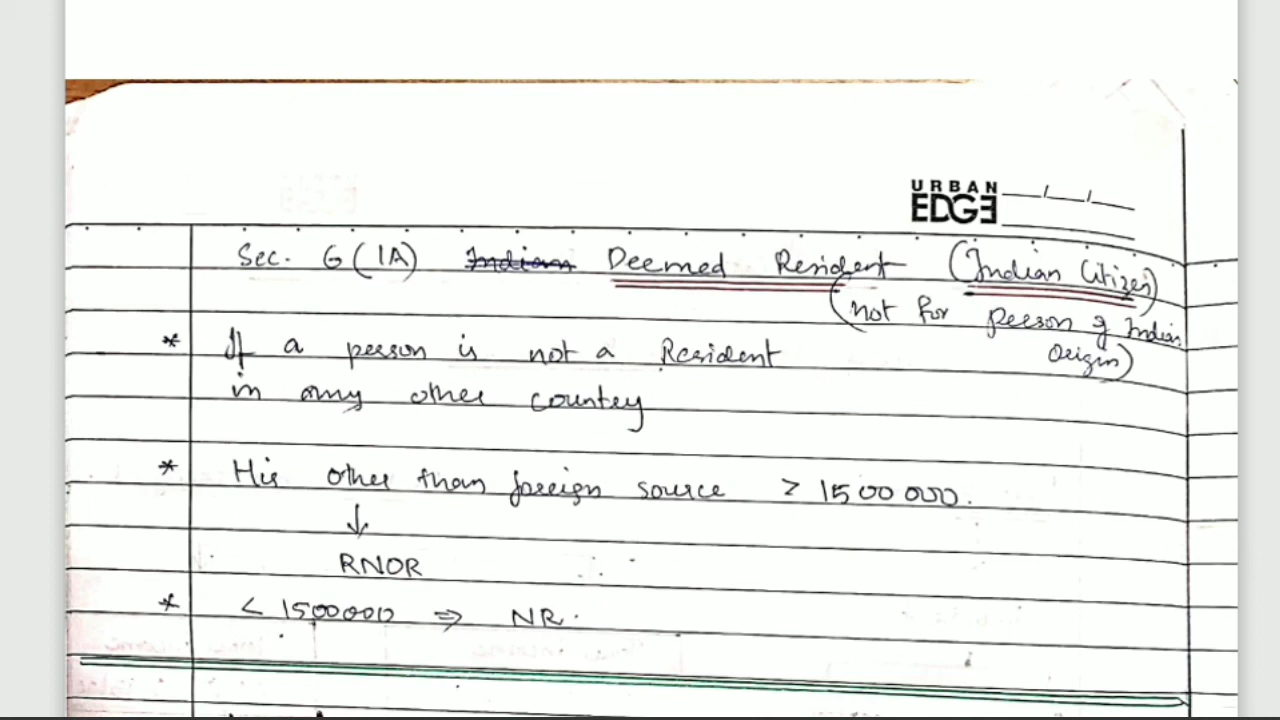 URBAN
EDGE
Sec. 6(1A) Indian Deemed Resident (Indian Citizen)
(not for person of Indian
Origin)
* If a person is not a Resident
in any other country
* His other than foreign source > 1500000.
↓
RNOR
* < 1500000 ⇒ NR.